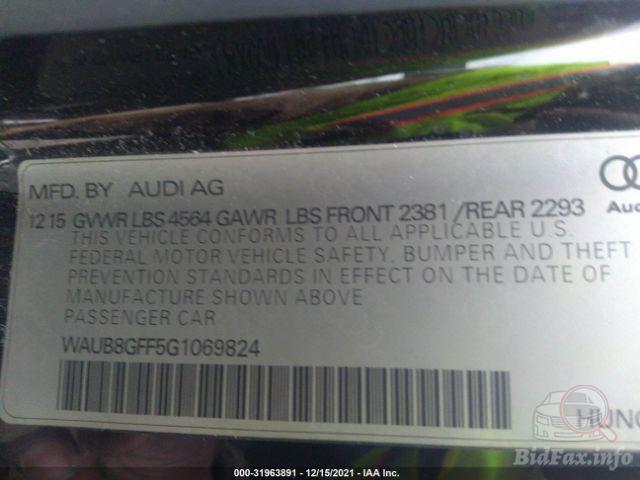 MFD. BY AUDI AG
12 15 GVWR LBS 4564 GAWR LBS FRONT 2381 /REAR 2293
Aud
THIS VEHICLE CONFORMS TO ALL APPLICABLE U.S.
FEDERAL MOTOR VEHICLE SAFETY, BUMPER AND THEFT
PREVENTION STANDARDS IN EFFECT ON THE DATE OF
MANUFACTURE SHOWN ABOVE
PASSENGER CAR
WAUB8GFF5G1069824
HUNG
BidFax.info
000-31963891 - 12/15/2021 - IAA Inc.